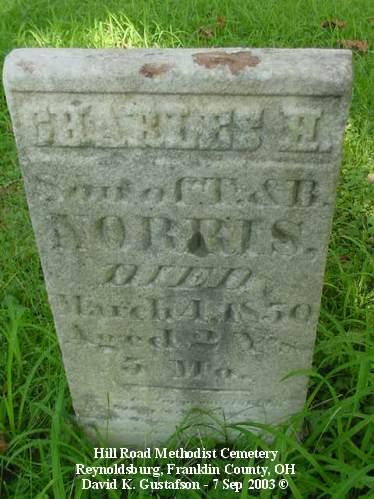 CHARLES H.
Son of T. & B.
NORRIS.
DIED
March 4, 1850
Aged 2 Y's
5 Mo.
Hill Road Methodist Cemetery
Reynoldsburg, Franklin County, OH
David K. Gustafson - 7 Sep 2003 ©